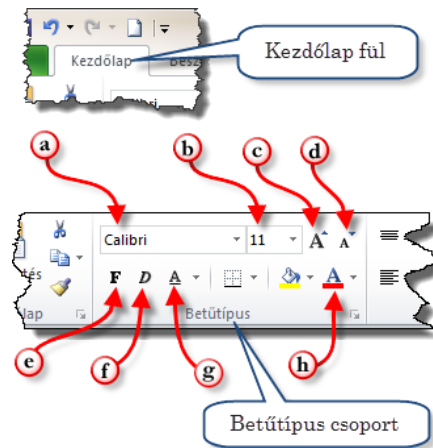 Kezdőlap
Kezdőlap fül
a
b
c
d
Calibri
11
A
A
F
D
A
A
Betűtípus
e
f
g
h
Betűtípus csoport